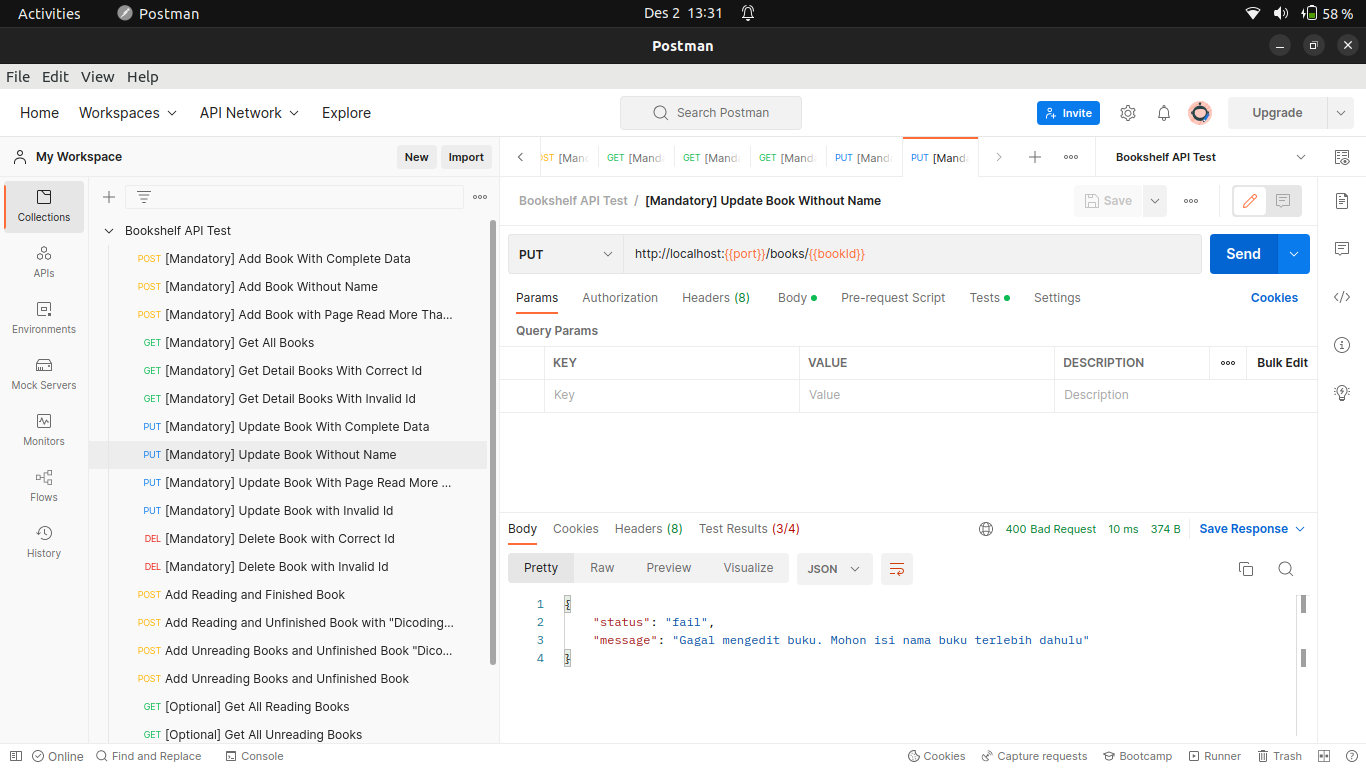 Activities Postman Des 2 13:31 58 %
Postman
File Edit View Help
Home Workspaces API Network Explore Search Postman Invite Upgrade
My Workspace New Import
OST [Mand GET [Mand GET [Mand GET [Mand PUT [Mand PUT [Manda Bookshelf API Test
Collections
APIs
Environments
Mock Servers
Monitors
Flows
History
Bookshelf API Test
POST [Mandatory] Add Book With Complete Data
POST [Mandatory] Add Book Without Name
POST [Mandatory] Add Book with Page Read More Tha...
GET [Mandatory] Get All Books
GET [Mandatory] Get Detail Books With Correct Id
GET [Mandatory] Get Detail Books With Invalid Id
PUT [Mandatory] Update Book With Complete Data
PUT [Mandatory] Update Book Without Name
PUT [Mandatory] Update Book With Page Read More ...
PUT [Mandatory] Update Book with Invalid Id
DEL [Mandatory] Delete Book with Correct Id
DEL [Mandatory] Delete Book with Invalid Id
POST Add Reading and Finished Book
POST Add Reading and Unfinished Book with "Dicoding...
POST Add Unreading Books and Unfinished Book "Dico...
POST Add Unreading Books and Unfinished Book
GET [Optional] Get All Reading Books
GET [Optional] Get All Unreading Books
Bookshelf API Test / [Mandatory] Update Book Without Name Save
PUT http://localhost:{{port}}/books/{{bookId}} Send
Params Authorization Headers (8) Body Pre-request Script Tests Settings Cookies
Query Params
KEY VALUE DESCRIPTION Bulk Edit
Key Value Description
Body Cookies Headers (8) Test Results (3/4) 400 Bad Request 10 ms 374 B Save Response
Pretty Raw Preview Visualize JSON
1 {
2 "status": "fail",
3 "message": "Gagal mengedit buku. Mohon isi nama buku terlebih dahulu"
4 }
Online Find and Replace Console Cookies Capture requests Bootcamp Runner Trash